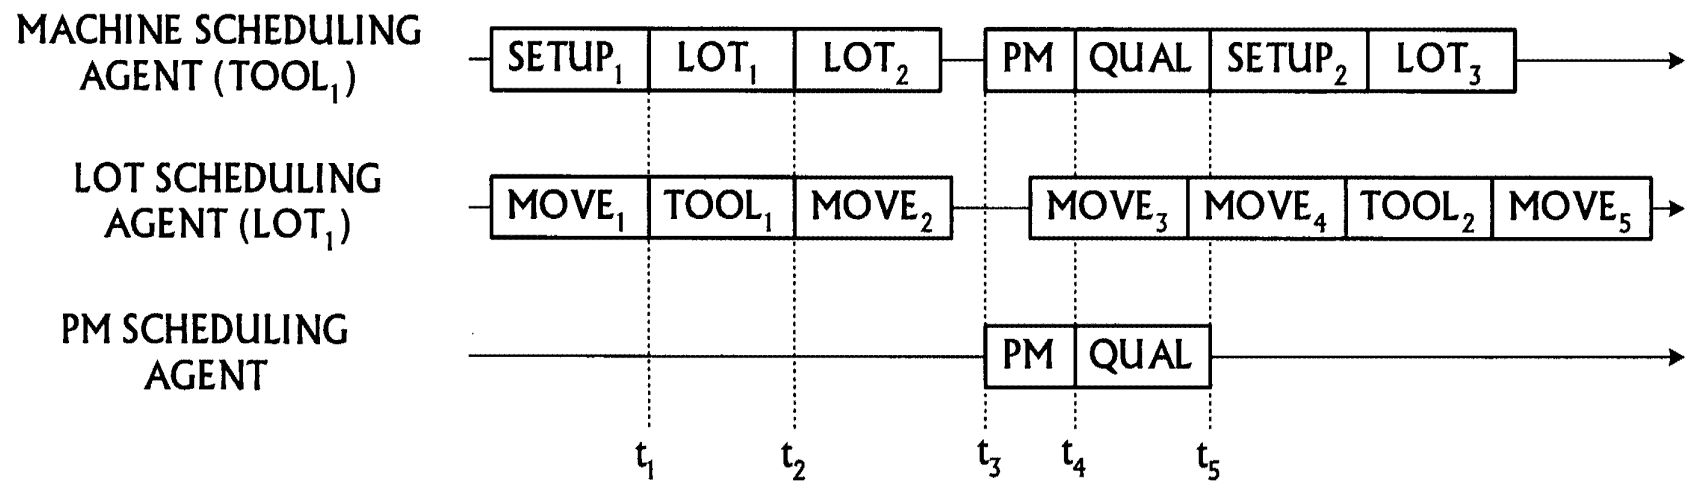 MACHINE SCHEDULING
AGENT (TOOL₁)
SETUP₁ LOT₁ LOT₂ PM QUAL SETUP₂ LOT₃
LOT SCHEDULING
AGENT (LOT₁)
MOVE₁ TOOL₁ MOVE₂ MOVE₃ MOVE₄ TOOL₂ MOVE₅
PM SCHEDULING
AGENT
PM QUAL
t₁ t₂ t₃ t₄ t₅